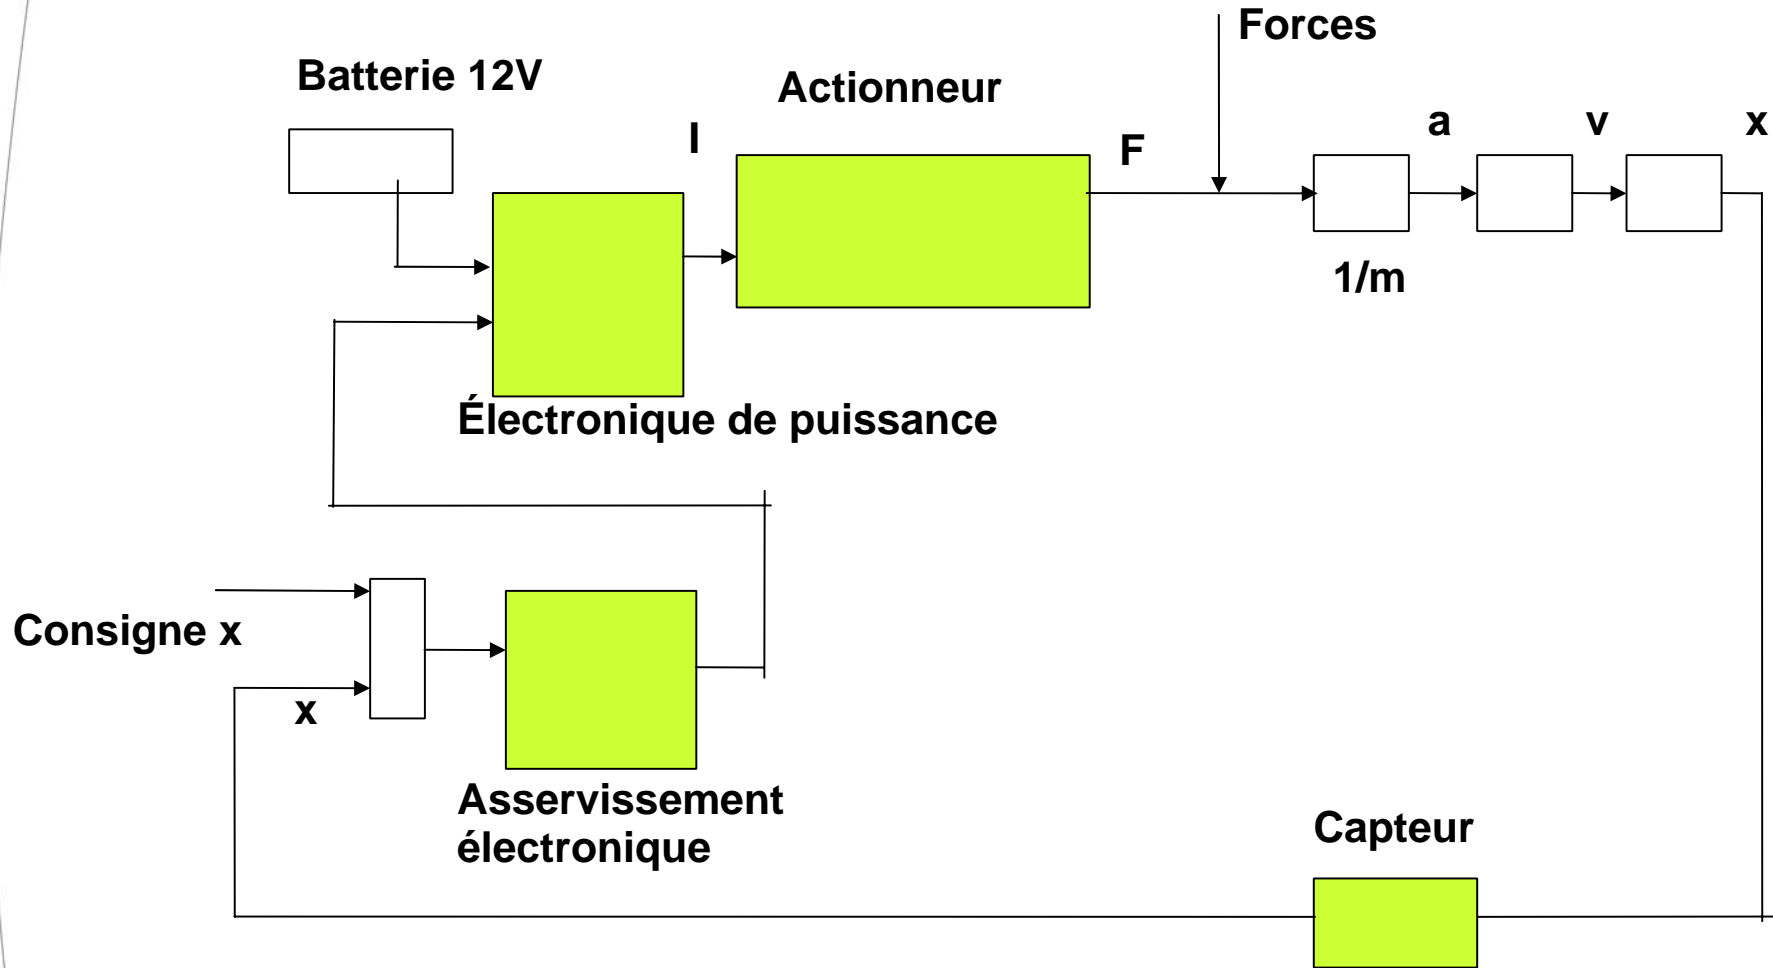 Forces
Batterie 12V
Actionneur
I
F
a
v
x
1/m
Électronique de puissance
Consigne x
x
Asservissement
électronique
Capteur